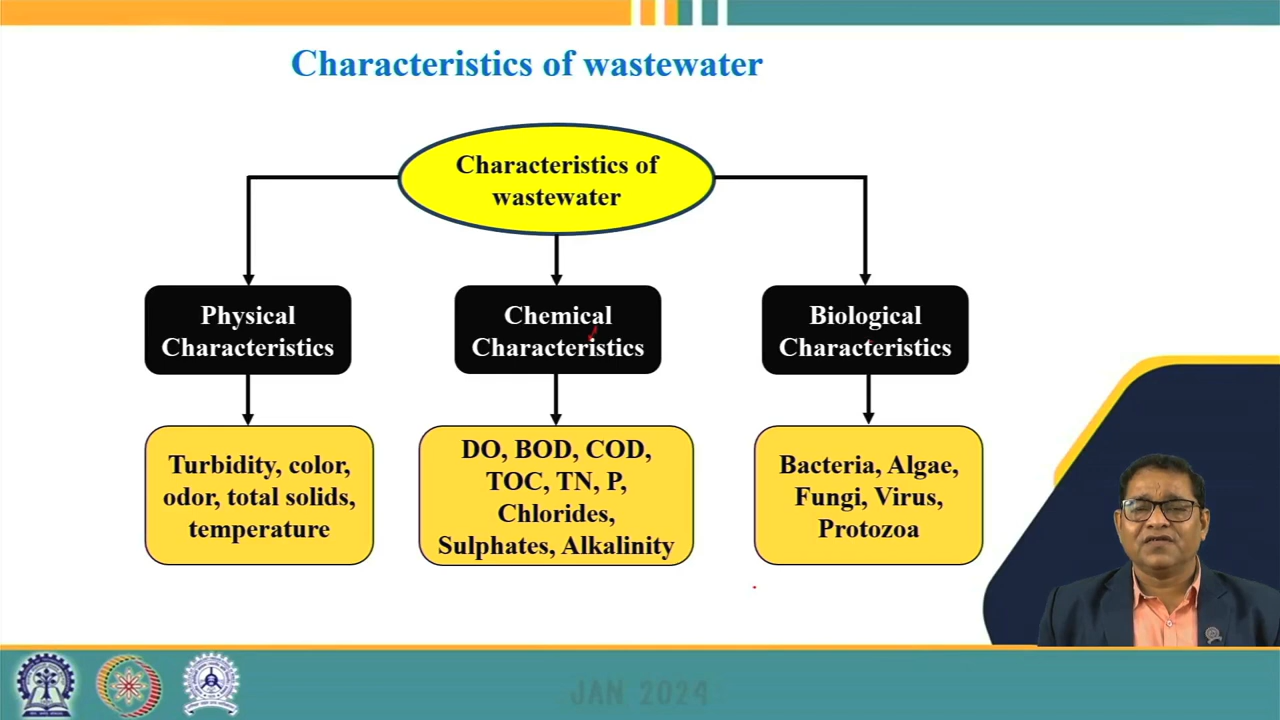 Characteristics of wastewater
Characteristics of
wastewater
Physical
Characteristics
Chemical
Characteristics
Biological
Characteristics
Turbidity, color,
odor, total solids,
temperature
DO, BOD, COD,
TOC, TN, P,
Chlorides,
Sulphates, Alkalinity
Bacteria, Algae,
Fungi, Virus,
Protozoa
JAN 2024